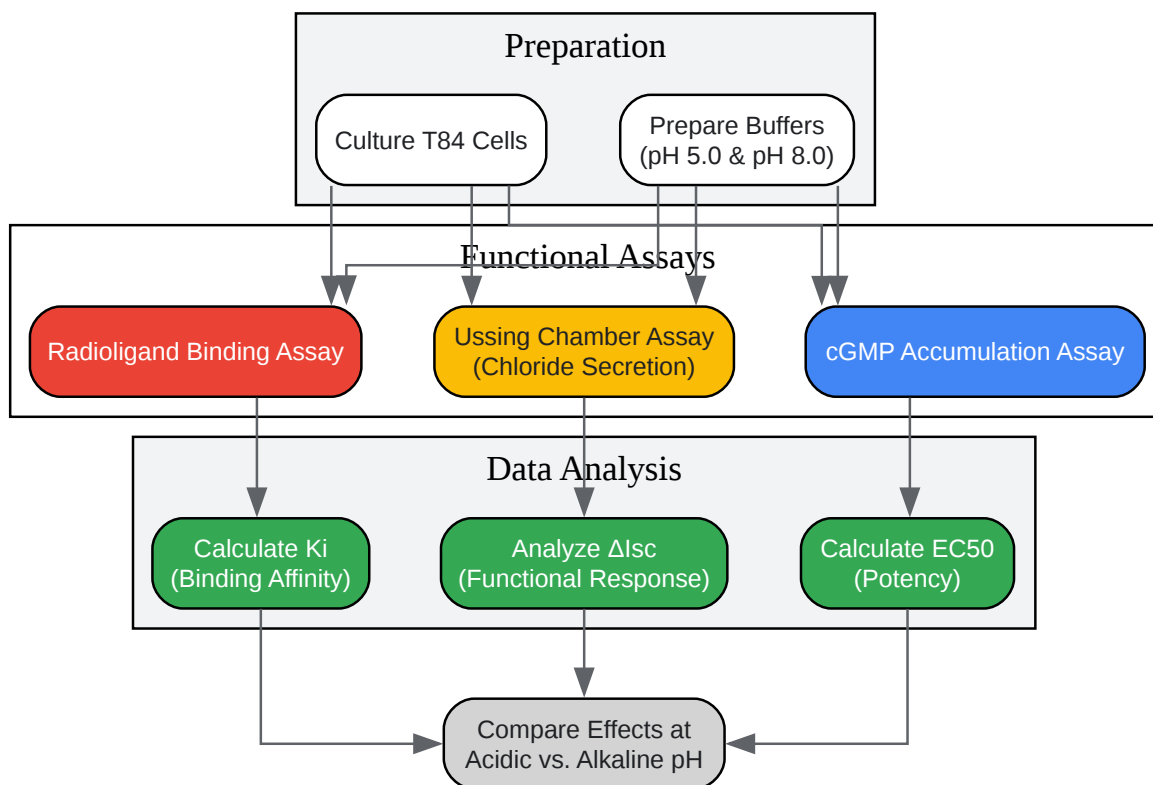 Preparation
Culture T84 Cells
Prepare Buffers
(pH 5.0 & pH 8.0)
Functional Assays
Radioligand Binding Assay
Ussing Chamber Assay
(Chloride Secretion)
cGMP Accumulation Assay
Data Analysis
Calculate Ki
(Binding Affinity)
Analyze ΔIsc
(Functional Response)
Calculate EC50
(Potency)
Compare Effects at
Acidic vs. Alkaline pH